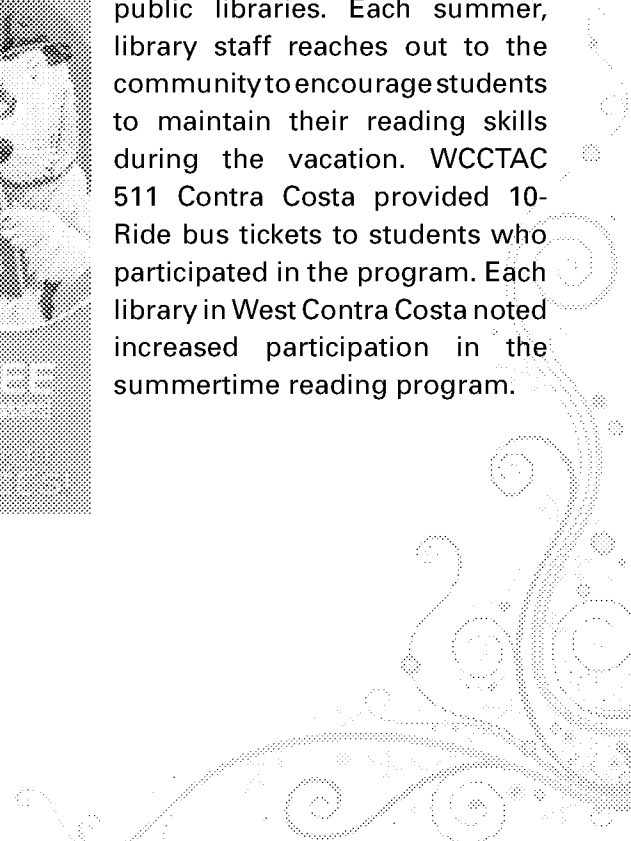 public libraries. Each summer,
library staff reaches out to the
community to encourage students
to maintain their reading skills
during the vacation. WCCTAC
511 Contra Costa provided 10-
Ride bus tickets to students who
participated in the program. Each
library in West Contra Costa noted
increased participation in the
summertime reading program.